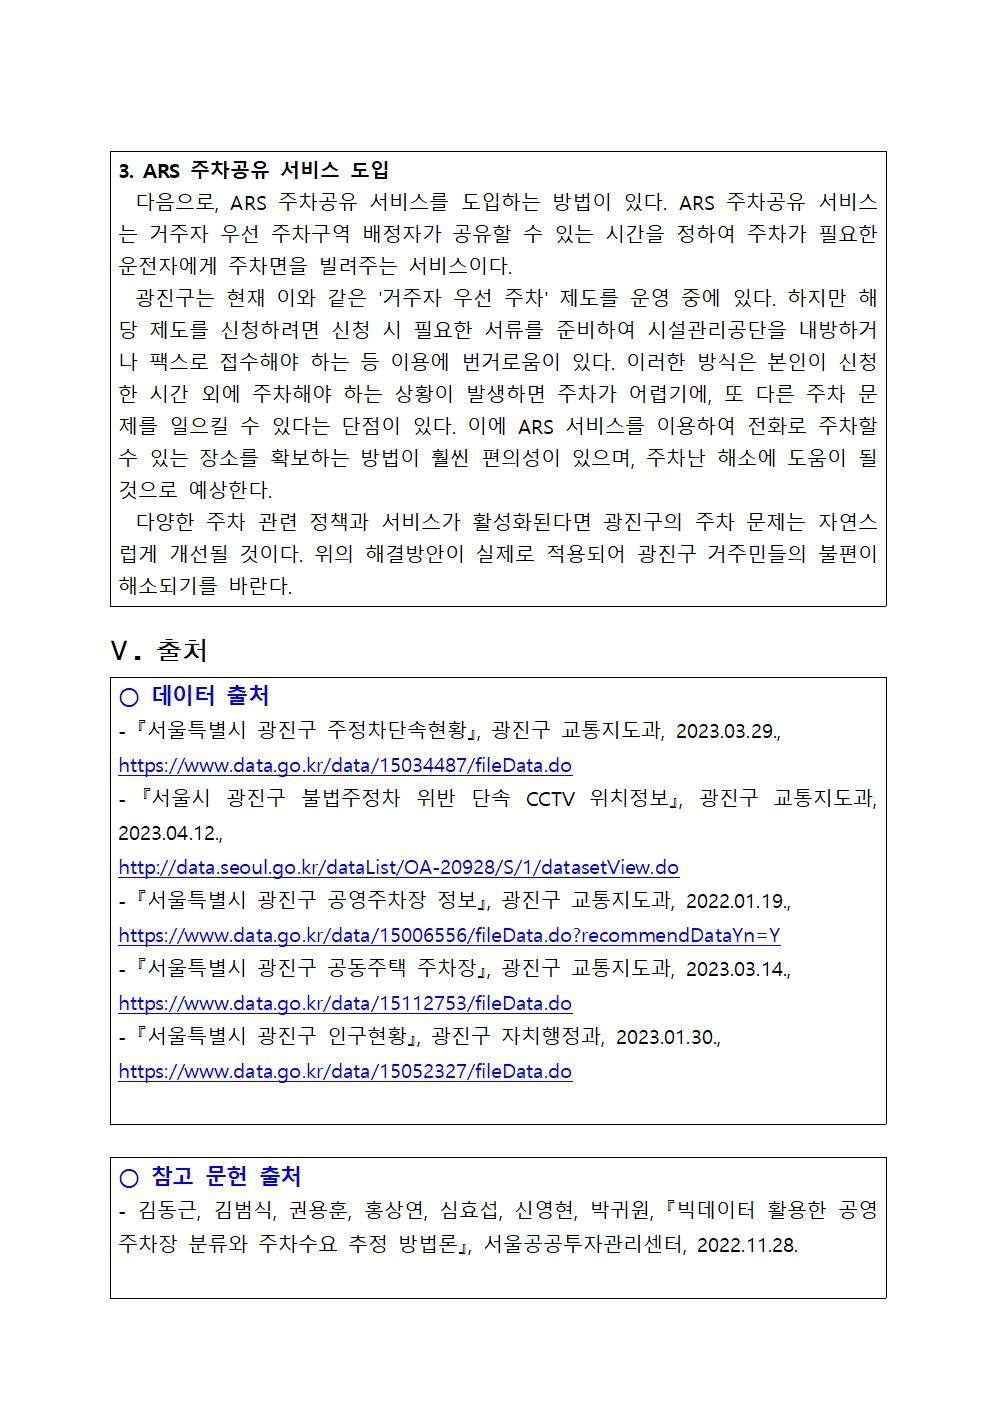 3. ARS 주차공유 서비스 도입
다음으로, ARS 주차공유 서비스를 도입하는 방법이 있다. ARS 주차공유 서비스
는 거주자 우선 주차구역 배정자가 공유할 수 있는 시간을 정하여 주차가 필요한
운전자에게 주차면을 빌려주는 서비스이다.
광진구는 현재 이와 같은 '거주자 우선 주차' 제도를 운영 중에 있다. 하지만 해
당 제도를 신청하려면 신청 시 필요한 서류를 준비하여 시설관리공단을 내방하거
나 팩스로 접수해야 하는 등 이용에 번거로움이 있다. 이러한 방식은 본인이 신청
한 시간 외에 주차해야 하는 상황이 발생하면 주차가 어렵기에, 또 다른 주차 문
제를 일으킬 수 있다는 단점이 있다. 이에 ARS 서비스를 이용하여 전화로 주차할
수 있는 장소를 확보하는 방법이 훨씬 편의성이 있으며, 주차난 해소에 도움이 될
것으로 예상한다.
다양한 주차 관련 정책과 서비스가 활성화된다면 광진구의 주차 문제는 자연스
럽게 개선될 것이다. 위의 해결방안이 실제로 적용되어 광진구 거주민들의 불편이
해소되기를 바란다.
Ⅴ. 출처
○ 데이터 출처
-『서울특별시 광진구 주정차단속현황』, 광진구 교통지도과, 2023.03.29.,
https://www.data.go.kr/data/15034487/fileData.do
-『서울시 광진구 불법주정차 위반 단속 CCTV 위치정보』, 광진구 교통지도과,
2023.04.12.,
http://data.seoul.go.kr/dataList/OA-20928/S/1/datasetView.do
-『서울특별시 광진구 공영주차장 정보』, 광진구 교통지도과, 2022.01.19.,
https://www.data.go.kr/data/15006556/fileData.do?recommendDataYn=Y
-『서울특별시 광진구 공동주택 주차장』, 광진구 교통지도과, 2023.03.14.,
https://www.data.go.kr/data/15112753/fileData.do
-『서울특별시 광진구 인구현황』, 광진구 자치행정과, 2023.01.30.,
https://www.data.go.kr/data/15052327/fileData.do
○ 참고 문헌 출처
- 김동근, 김범식, 권용훈, 홍상연, 심효섭, 신영현, 박귀원,『빅데이터 활용한 공영
주차장 분류와 주차수요 추정 방법론』, 서울공공투자관리센터, 2022.11.28.